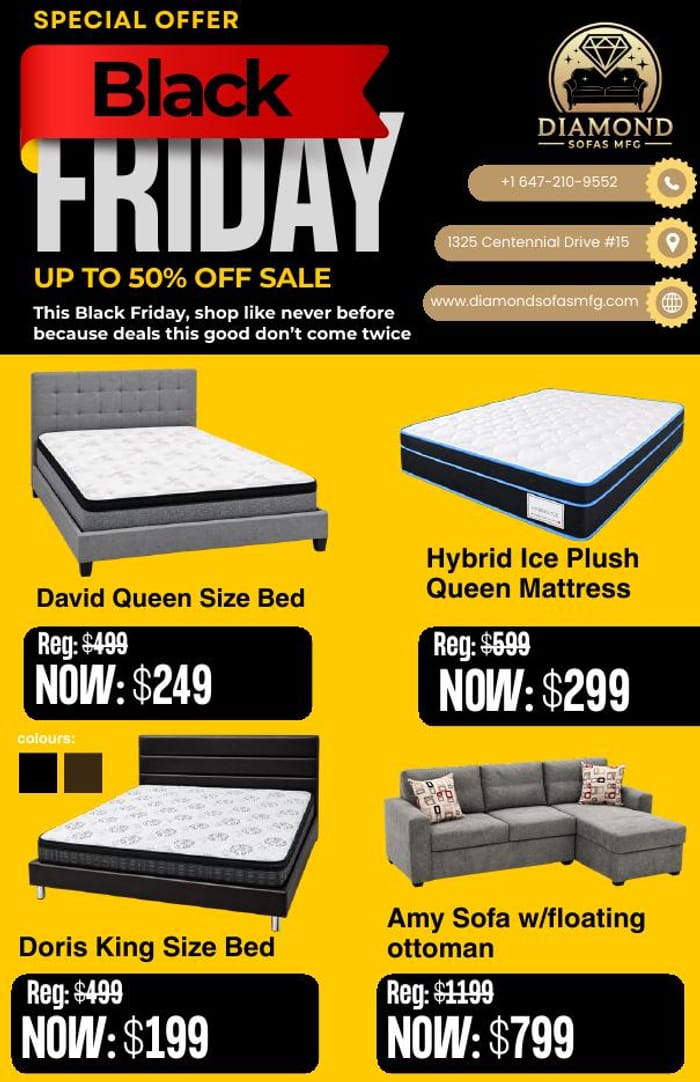 SPECIAL OFFER
Black
FRIDAY
UP TO 50% OFF SALE
This Black Friday, shop like never before
because deals this good don’t come twice
DIAMOND
SOFAS MFG
+1 647-210-9552
1325 Centennial Drive #15
www.diamondsofasmfg.com
David Queen Size Bed
Reg: $499
NOW: $249
Hybrid Ice Plush
Queen Mattress
Reg: $599
NOW: $299
colours:
Doris King Size Bed
Reg: $499
NOW: $199
Amy Sofa w/floating
ottoman
Reg: $1199
NOW: $799